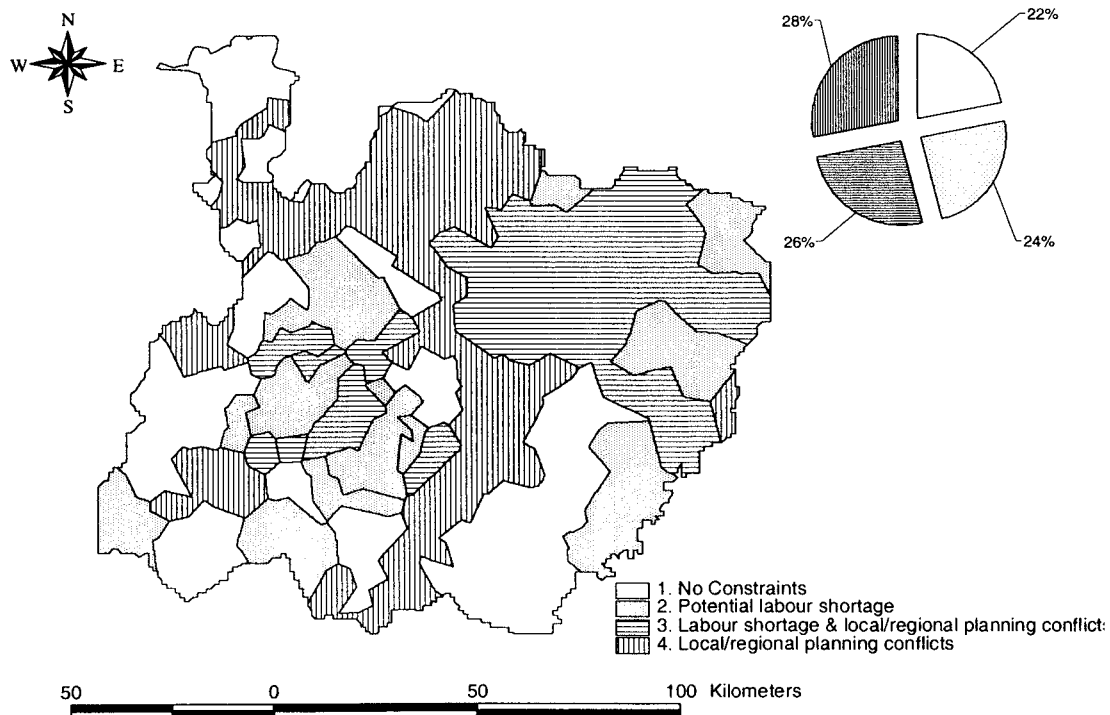 N
W E
S
28%
22%
26%
24%
1. No Constraints
2. Potential labour shortage
3. Labour shortage & local/regional planning conflicts
4. Local/regional planning conflicts
50 0 50 100 Kilometers